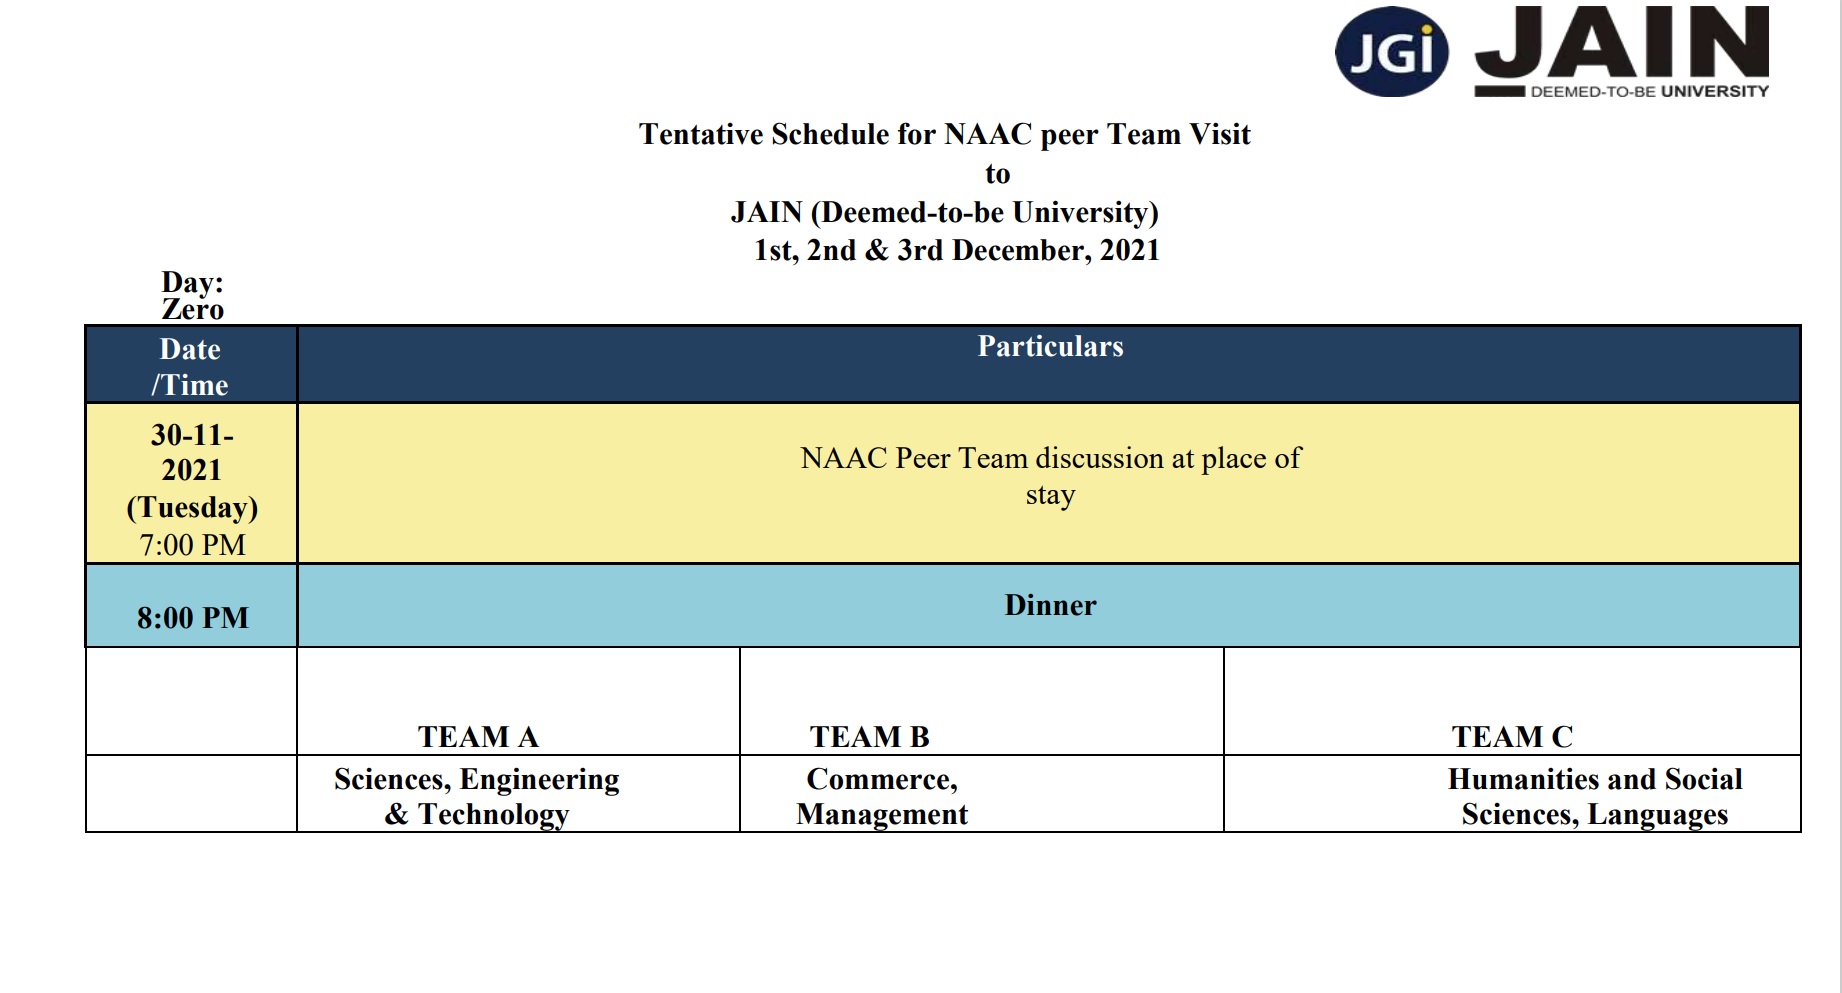 JGi JAIN
DEEMED-TO-BE UNIVERSITY
Tentative Schedule for NAAC peer Team Visit
to
JAIN (Deemed-to-be University)
1st, 2nd & 3rd December, 2021
Day:
Zero
Date
/Time
Particulars
30-11-
2021
(Tuesday)
7:00 PM
NAAC Peer Team discussion at place of
stay
8:00 PM
Dinner
TEAM A
TEAM B
TEAM C
Sciences, Engineering
& Technology
Commerce,
Management
Humanities and Social
Sciences, Languages